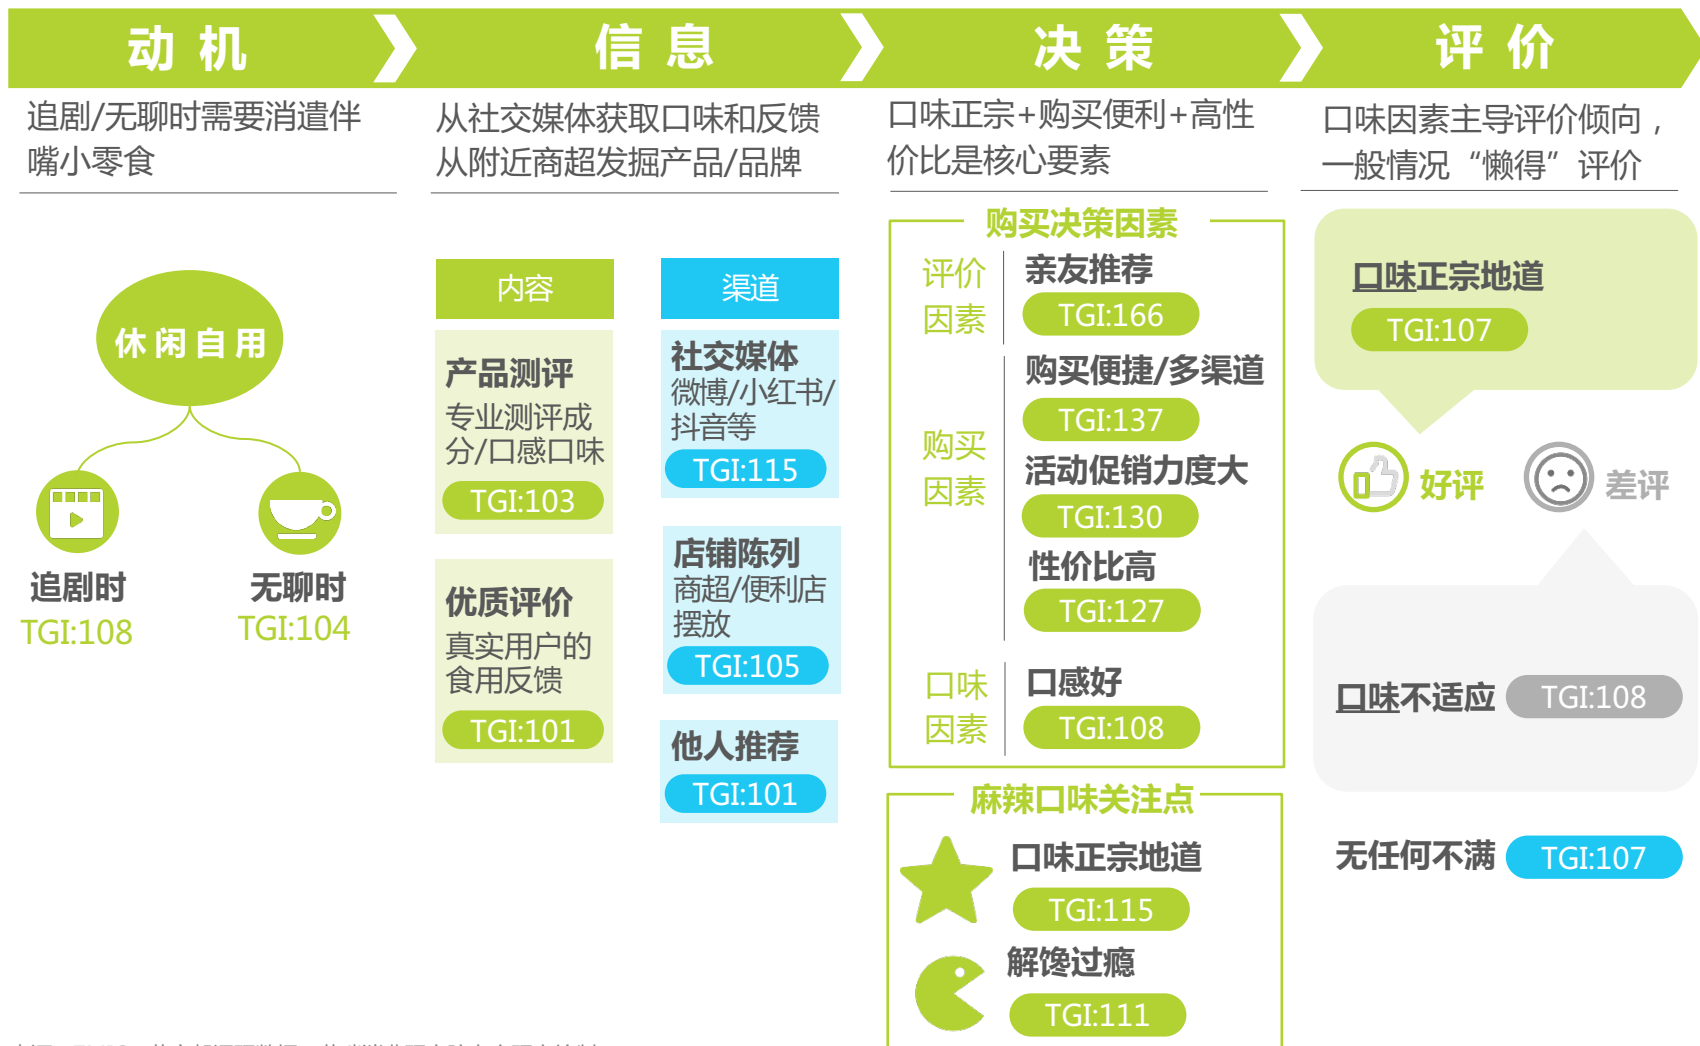 动机
信息
决策
评价
追剧/无聊时需要消遣伴
嘴小零食
从社交媒体获取口味和反馈
从附近商超发掘产品/品牌
口味正宗+购买便利+高性
价比是核心要素
口味因素主导评价倾向，
一般情况“懒得”评价
休闲自用
追剧时
TGI:108
无聊时
TGI:104
内容
产品测评
专业测评成
分/口感口味
TGI:103
优质评价
真实用户的
食用反馈
TGI:101
渠道
社交媒体
微博/小红书/
抖音等
TGI:115
店铺陈列
商超/便利店
摆放
TGI:105
他人推荐
TGI:101
购买决策因素
评价
因素
亲友推荐
TGI:166
购买
因素
购买便捷/多渠道
TGI:137
活动促销力度大
TGI:130
性价比高
TGI:127
口味
因素
口感好
TGI:108
麻辣口味关注点
口味正宗地道
TGI:115
解馋过瘾
TGI:111
口味正宗地道
TGI:107
好评
差评
口味不适应
TGI:108
无任何不满
TGI:107